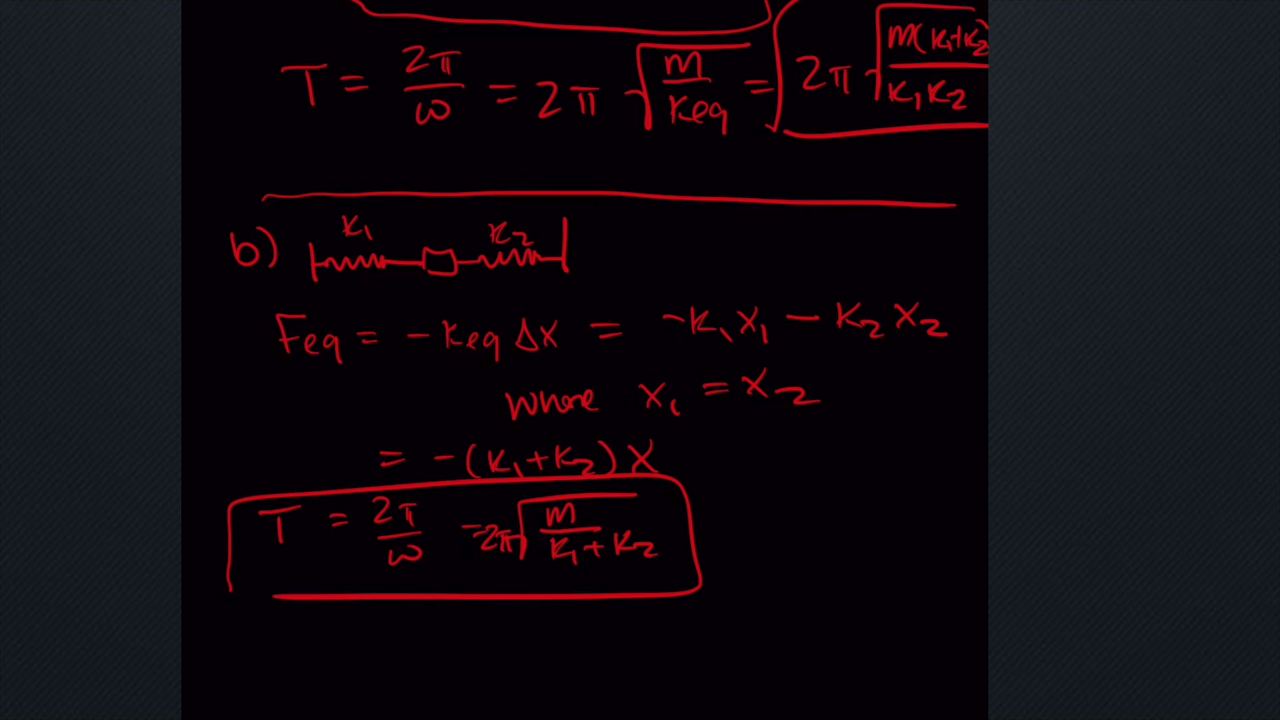 T = 2π/ω = 2π √(m/keq) = 2π √(m(k₁+k₂)/k₁k₂)
b) k₁ k₂
Feq = -keq Δx = -k₁x₁ - k₂x₂
where x₁ = x₂
= -(k₁+k₂)x
T = 2π/ω = 2π √(m/k₁+k₂)